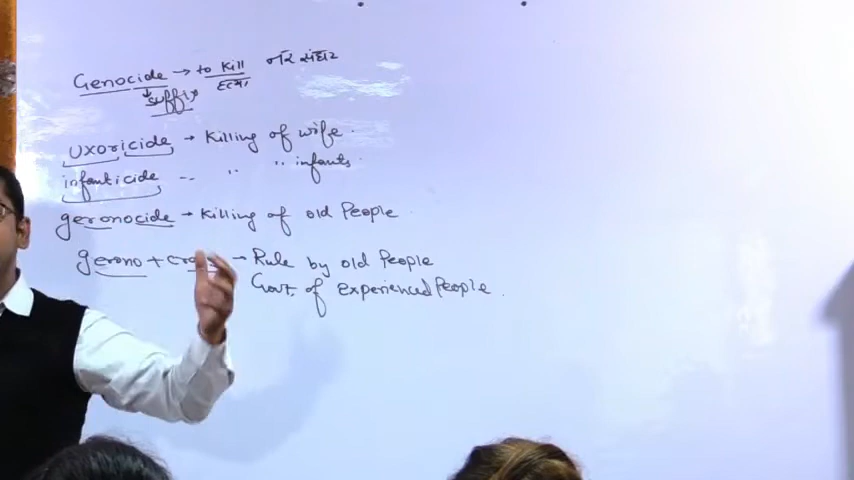 Genocide → to Kill नर संहार
हत्या
suffix
Uxoricide → Killing of wife
infanticide -- " " infants
geronocide → Killing of old People
gerono + → Rule by old People
Govt. of experienced People